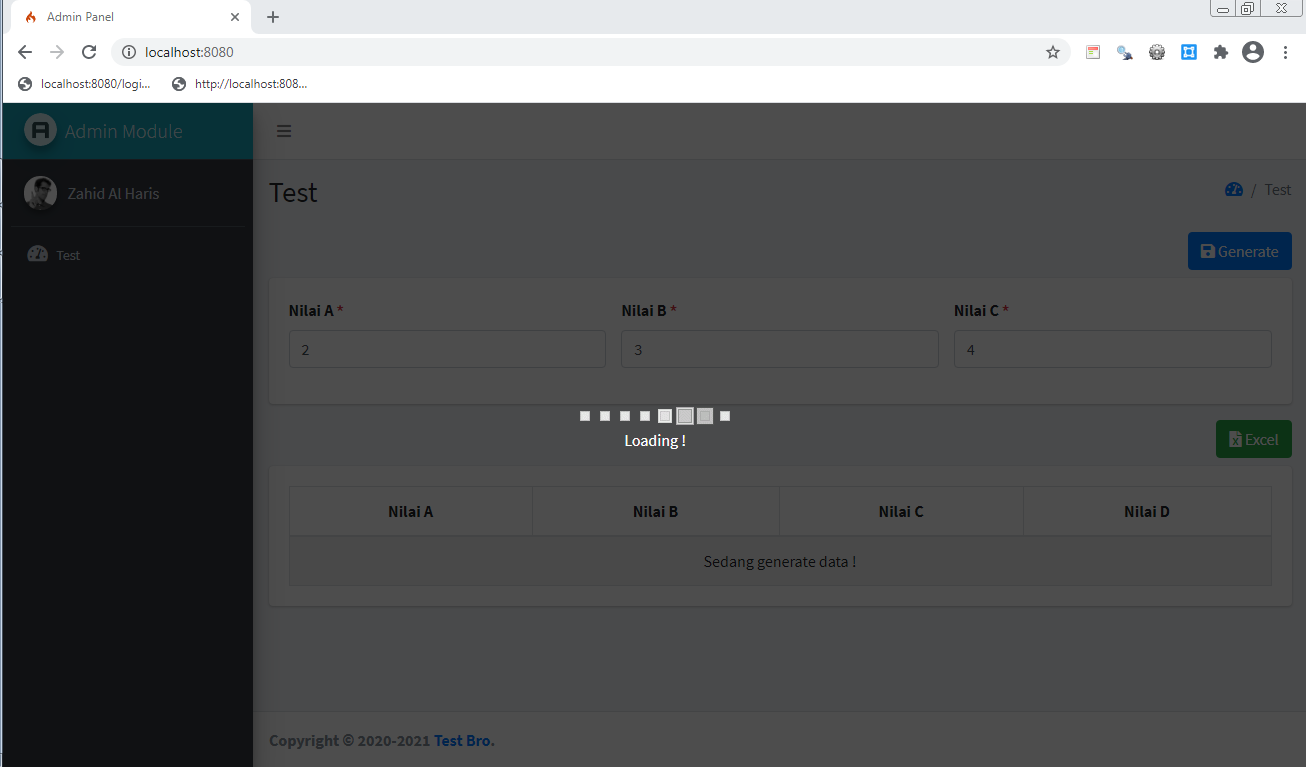 Admin Panel
localhost:8080
localhost:8080/logi...
http://localhost:808...
Admin Module
Zahid Al Haris
Test
Test
/ Test
Generate
Nilai A * Nilai B * Nilai C *
2 3 4
Loading !
Excel
Nilai A Nilai B Nilai C Nilai D
Sedang generate data !
Copyright © 2020-2021 Test Bro.